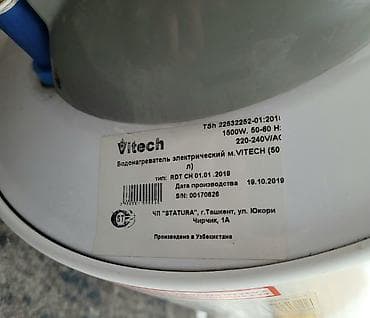 Vitech
TSh 22532252-01:201
1500W, 50-60 H
220-240V/AC
Водонагреватель электрический м.VITECH (50
л)
тип: RDT CH 01.01 .2018
Дата производства 19.10.2019
S/N: 00170626
ЧП "STATURA", г.Ташкент, ул. Юкори
Чирчик, 1А
Произведено в Узбекистане